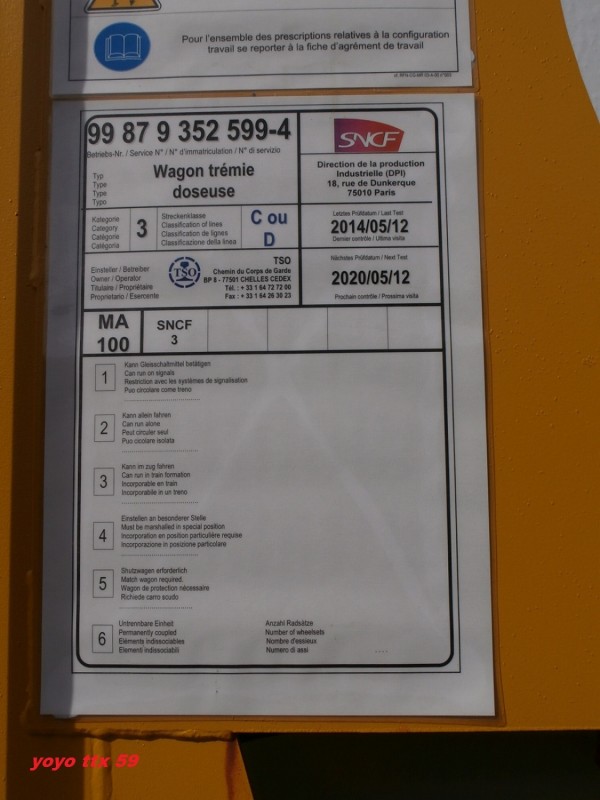 Pour l'ensemble des prescriptions relatives à la configuration
travail se reporter à la fiche d'agrément de travail
99 87 9 352 599-4
Betriebs-Nr. / Service N° / N° d'immatriculation / N° di servizio
Typ
Type
Type
Tipo
Wagon trémie
doseuse
SNCF
Direction de la production
Industrielle (DPI)
18, rue de Dunkerque
75010 Paris
Kategorie
Category
Catégorie
Catégoria
3
Streckenklasse
Classification of lines
Classification de lignes
Classificazione della linea
C ou
D
Letztes Prüfdatum / Last Test
2014/05/12
Dernier contrôle / Ultima visita
Einsteller / Betreiber
Owner / Operator
Titulaire / Propriétaire
Proprietario / Esercente
TSO
TSO
Chemin du Corps de Garde
BP 8 - 77501 CHELLES CEDEX
Tél. : + 33 1 64 72 72 00
Fax : + 33 1 64 26 30 23
Nächstes Prüfdatum / Next Test
2020/05/12
Prochain contrôle / Prossima visita
MA
100
SNCF
3
1
Kann Gleisschaltmittel betätigen
Can run on signals
Restriction avec les systèmes de signalisation
Puo circolare come treno
2
Kann allein fahren
Can run alone
Peut circuler seul
Puo cicolare isolata
3
Kann im zug fahren
Can run in train formation
Incorporable en train
Incorporabile in un treno
4
Einstellen an besonderer Stelle
Must be marshalled in special position
Incorporation en position particulière requise
Incorporazione in posizione particolare
5
Shutzwagen erforlich
Match wagon required.
Wagon de protection nécessaire
Richiede carro scudo
6
Untrennbare Einheit
Permanently coupled
Eléments indissociables
Elementi indissociabili
Anzahl Radsätze
Number of wheelsets
Nombre d'essieux
Numero di assi
yoyo ttx 59